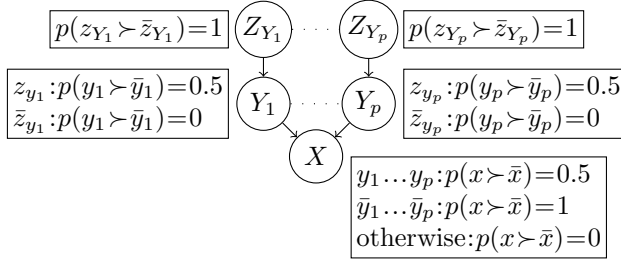 p(z_{Y_1}≻z̄_{Y_1})=1 Z_{Y_1} . . . . Z_{Y_p} p(z_{Y_p}≻z̄_{Y_p})=1
z_{y_1}:p(y_1≻ȳ_1)=0.5
z̄_{y_1}:p(y_1≻ȳ_1)=0
Y_1 . . . . . Y_p
z_{y_p}:p(y_p≻ȳ_p)=0.5
z̄_{y_p}:p(y_p≻ȳ_p)=0
X
y_1...y_p:p(x≻x̄)=0.5
ȳ_1...ȳ_p:p(x≻x̄)=1
otherwise:p(x≻x̄)=0